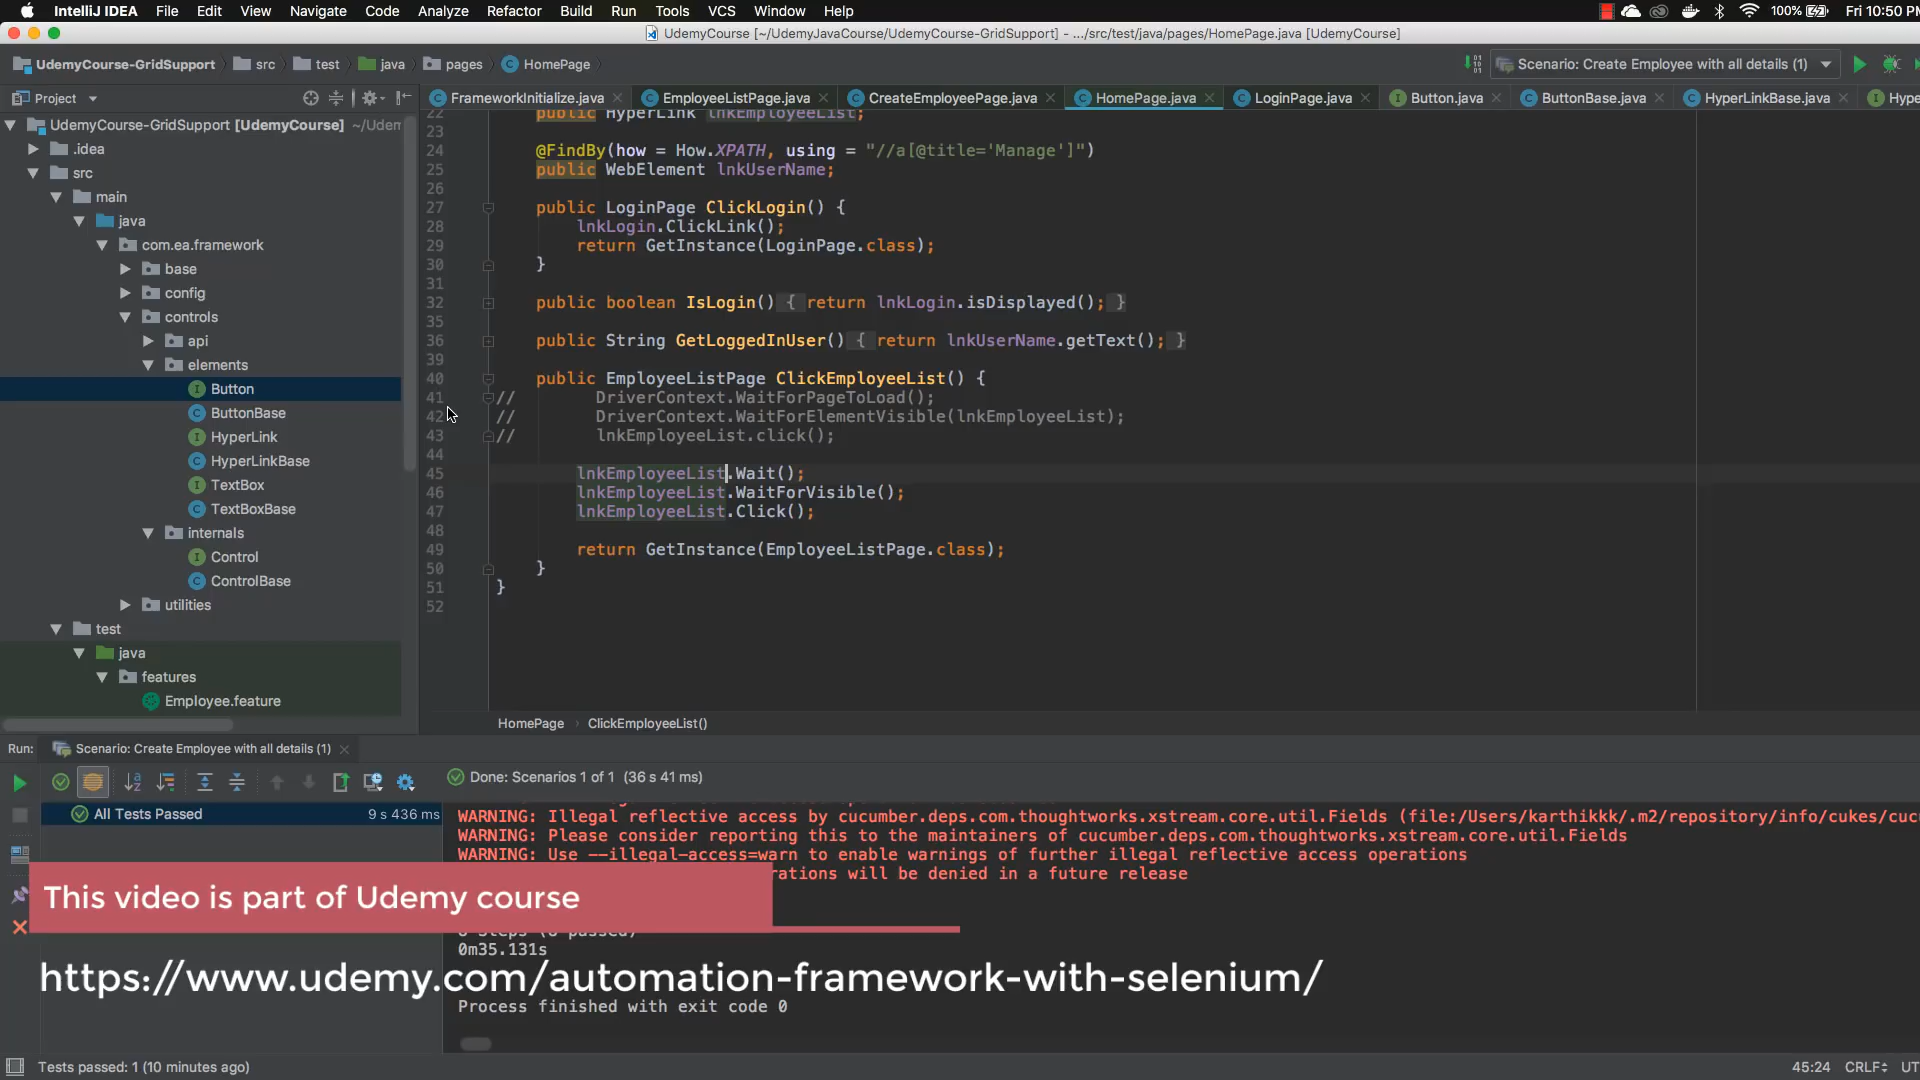 IntelliJ IDEA File Edit View Navigate Code Analyze Refactor Build Run Tools VCS Window Help 100% Fri 10:50 PM
UdemyCourse [~/UdemyJavaCourse/UdemyCourse-GridSupport] - .../src/test/java/pages/HomePage.java [UdemyCourse]
UdemyCourse-GridSupport src test java pages HomePage Scenario: Create Employee with all details (1)
Project FrameworkInitialize.java EmployeeListPage.java CreateEmployeePage.java HomePage.java LoginPage.java Button.java ButtonBase.java HyperLinkBase.java
UdemyCourse-GridSupport [UdemyCourse]
.idea
src
main
java
com.ea.framework
base
config
controls
api
elements
Button
ButtonBase
HyperLink
HyperLinkBase
TextBox
TextBoxBase
internals
Control
ControlBase
utilities
test
java
features
Employee.feature
22 public HyperLink lnkEmployeeList;
23
24 @FindBy(how = How.XPATH, using = "//a[@title='Manage']")
25 public WebElement lnkUserName;
26
27 public LoginPage ClickLogin() {
28 lnkLogin.ClickLink();
29 return GetInstance(LoginPage.class);
30 }
31
32 public boolean IsLogin() { return lnkLogin.isDisplayed(); }
35
36 public String GetLoggedInUser() { return lnkUserName.getText(); }
39
40 public EmployeeListPage ClickEmployeeList() {
41 // DriverContext.WaitForPageToLoad();
42 // DriverContext.WaitForElementVisible(lnkEmployeeList);
43 // lnkEmployeeList.click();
44
45 lnkEmployeeList.Wait();
46 lnkEmployeeList.WaitForVisible();
47 lnkEmployeeList.Click();
48
49 return GetInstance(EmployeeListPage.class);
50 }
51 }
52
HomePage › ClickEmployeeList()
Run: Scenario: Create Employee with all details (1)
Done: Scenarios 1 of 1 (36 s 41 ms)
All Tests Passed 9 s 436 ms
WARNING: Illegal reflective access by cucumber.deps.com.thoughtworks.xstream.core.util.Fields (file:/Users/karthikkk/.m2/repository/info/cukes/
WARNING: Please consider reporting this to the maintainers of cucumber.deps.com.thoughtworks.xstream.core.util.Fields
WARNING: Use --illegal-access=warn to enable warnings of further illegal reflective access operations
will be denied in a future release
This video is part of Udemy course
0m35.131s
https://www.udemy.com/automation-framework-with-selenium/
Process finished with exit code 0
Tests passed: 1 (10 minutes ago) 45:24 CRLF